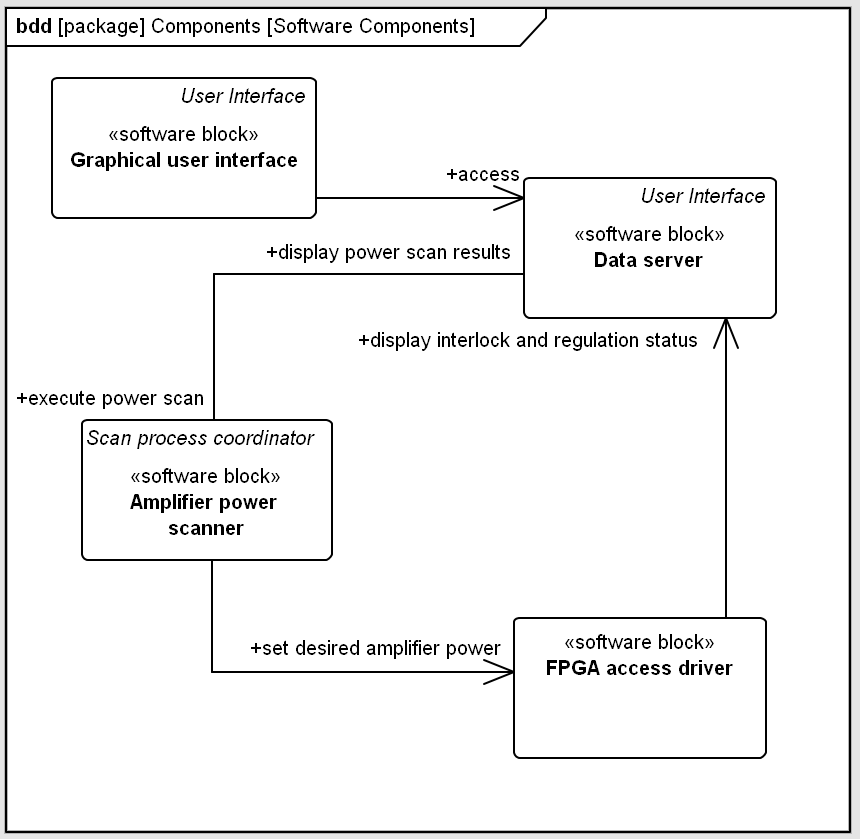 bdd [package] Components [Software Components]
User Interface
«software block»
Graphical user interface
+access
User Interface
«software block»
Data server
+display power scan results
+display interlock and regulation status
+execute power scan
Scan process coordinator
«software block»
Amplifier power
scanner
+set desired amplifier power
«software block»
FPGA access driver